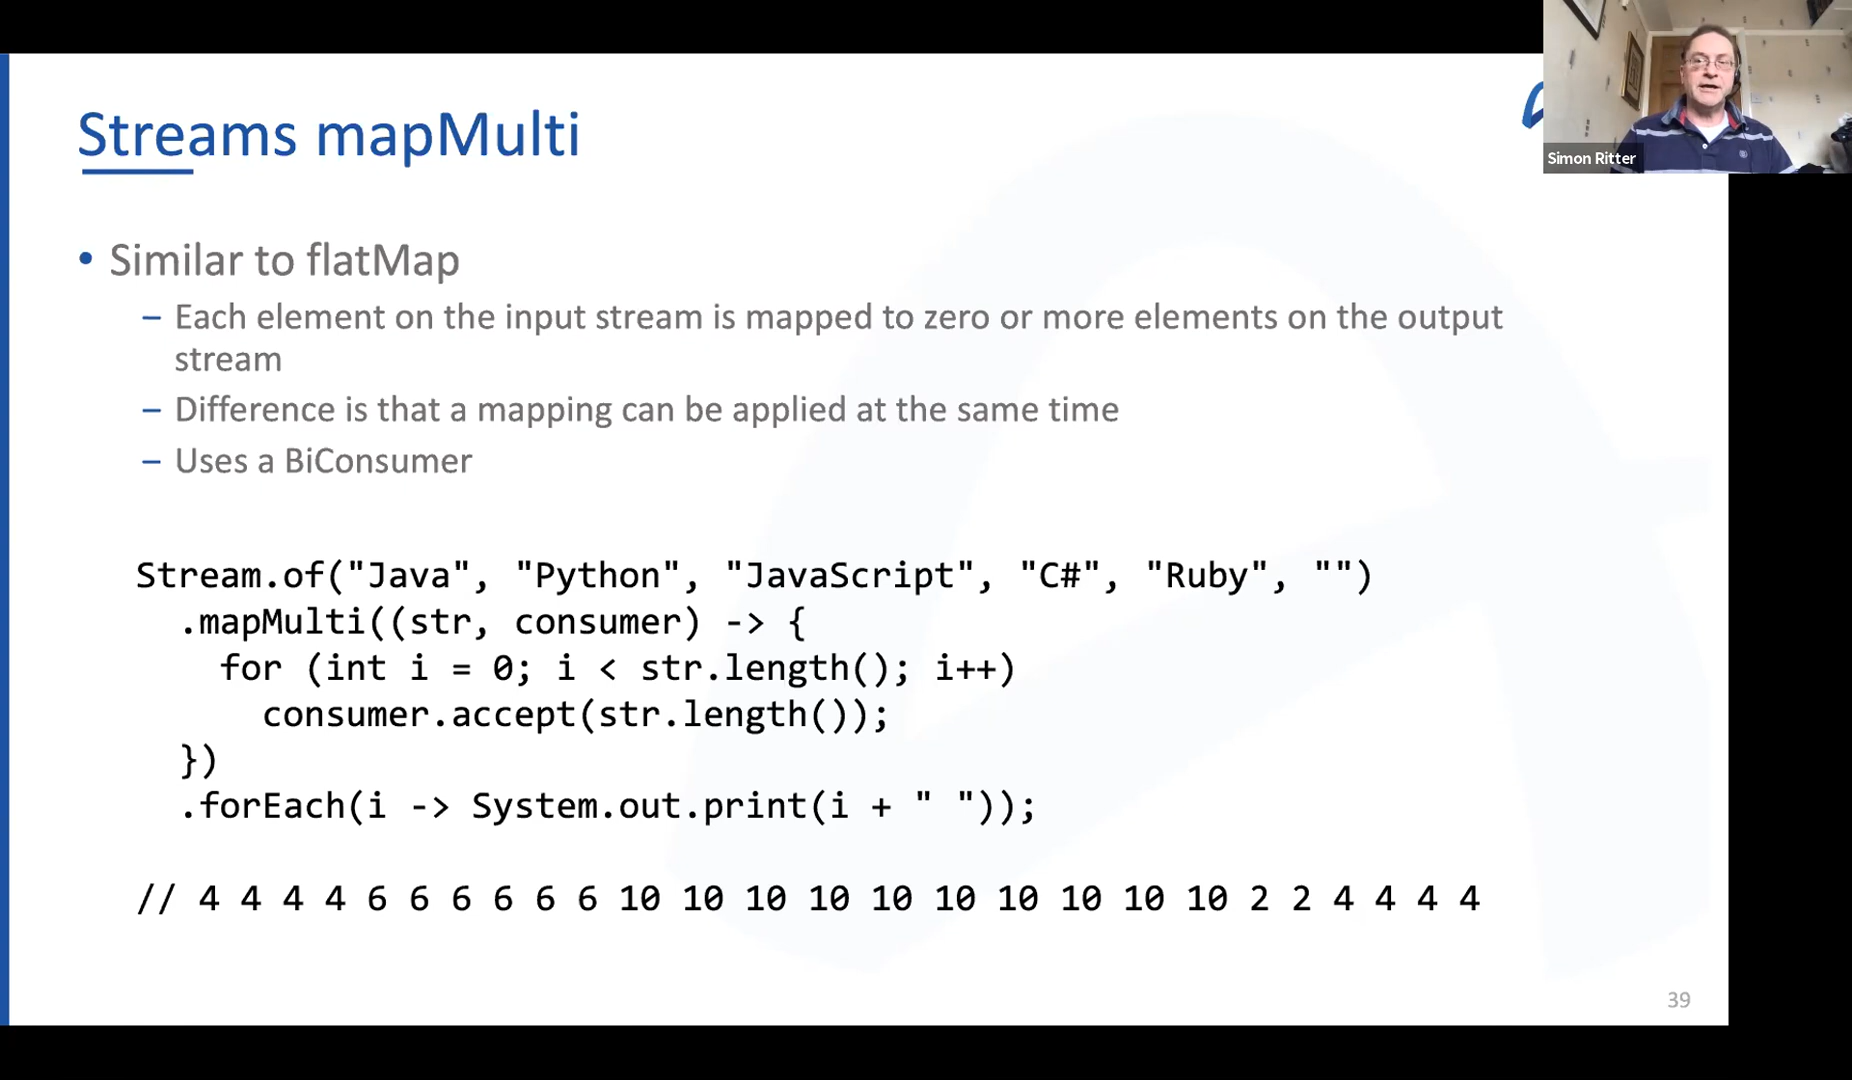 Streams mapMulti
Simon Ritter
• Similar to flatMap
– Each element on the input stream is mapped to zero or more elements on the output
stream
– Difference is that a mapping can be applied at the same time
– Uses a BiConsumer
Stream.of("Java", "Python", "JavaScript", "C#", "Ruby", "")
.mapMulti((str, consumer) -> {
for (int i = 0; i < str.length(); i++)
consumer.accept(str.length());
})
.forEach(i -> System.out.print(i + " "));
// 4 4 4 4 6 6 6 6 6 6 10 10 10 10 10 10 10 10 10 10 2 2 4 4 4 4
39